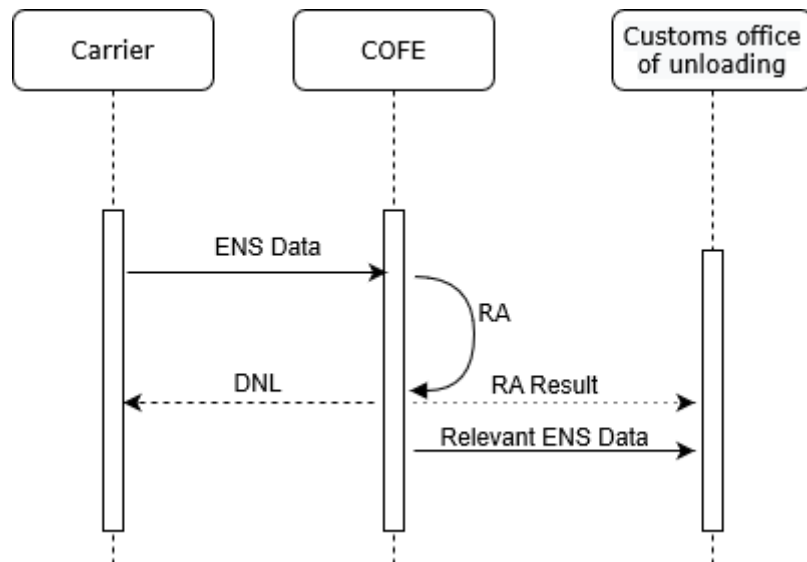 Carrier
COFE
Customs office
of unloading
ENS Data
RA
DNL
RA Result
Relevant ENS Data